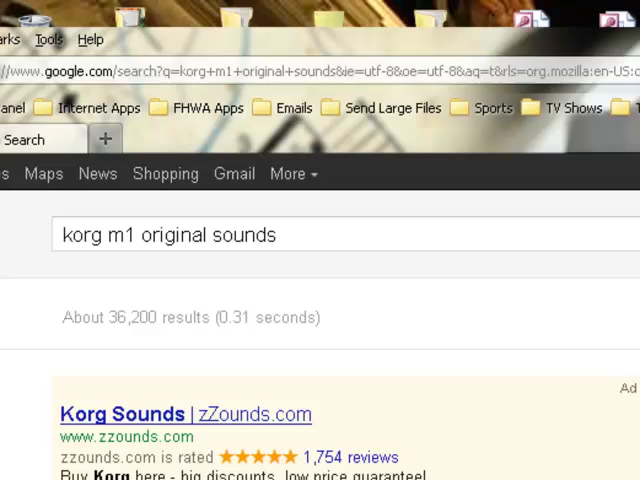 arks Tools Help
//www.google.com/search?q=korg+m1+original+sounds&ie=utf-8&oe=utf-8&aq=t&rls=org.mozilla:en-US:c
anel Internet Apps FHWA Apps Emails Send Large Files Sports TV Shows
Search +
s Maps News Shopping Gmail More
korg m1 original sounds
About 36,200 results (0.31 seconds)
Ad
Korg Sounds | zZounds.com
www.zzounds.com
zzounds.com is rated ★★★★★ 1,754 reviews
Buy Korg here - big discounts, low price guarantee!